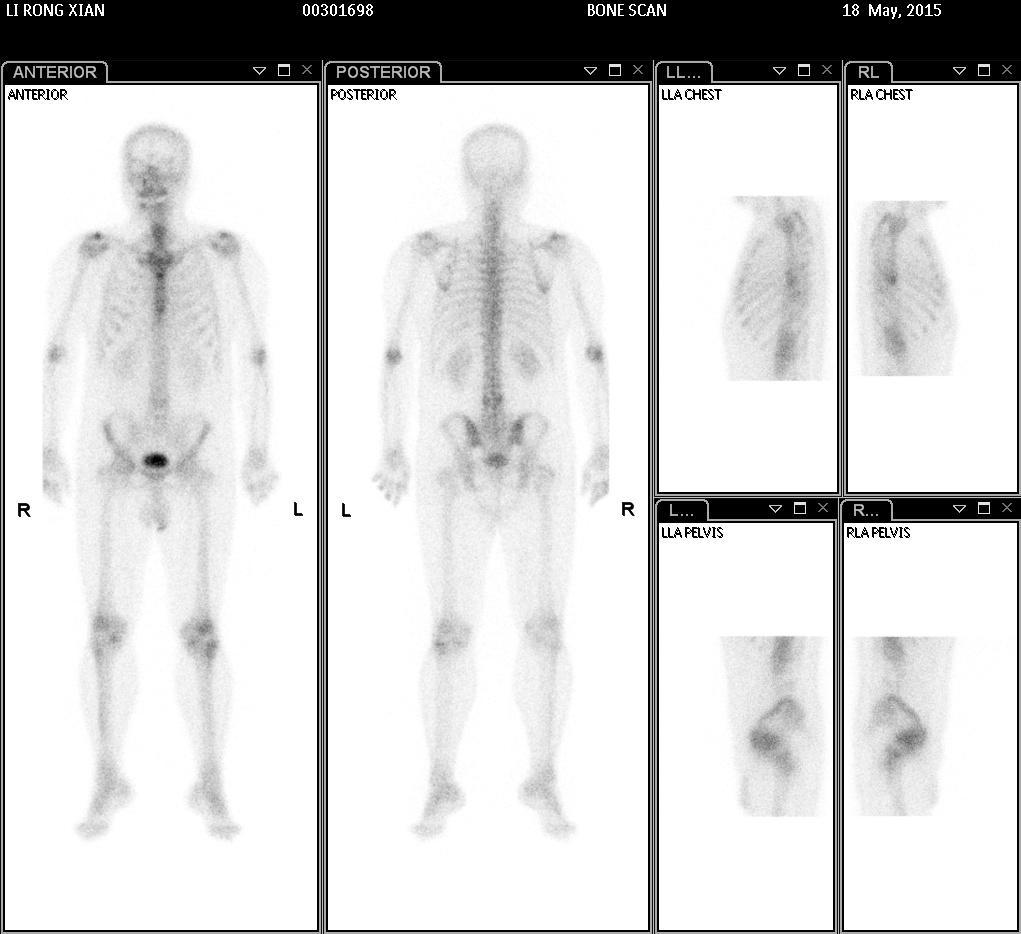 LI RONG XIAN 00301698 BONE SCAN 18 May, 2015
ANTERIOR POSTERIOR LL... RL
ANTERIOR POSTERIOR LLA CHEST RLA CHEST
R L L R
L... R...
LLA PELVIS RLA PELVIS